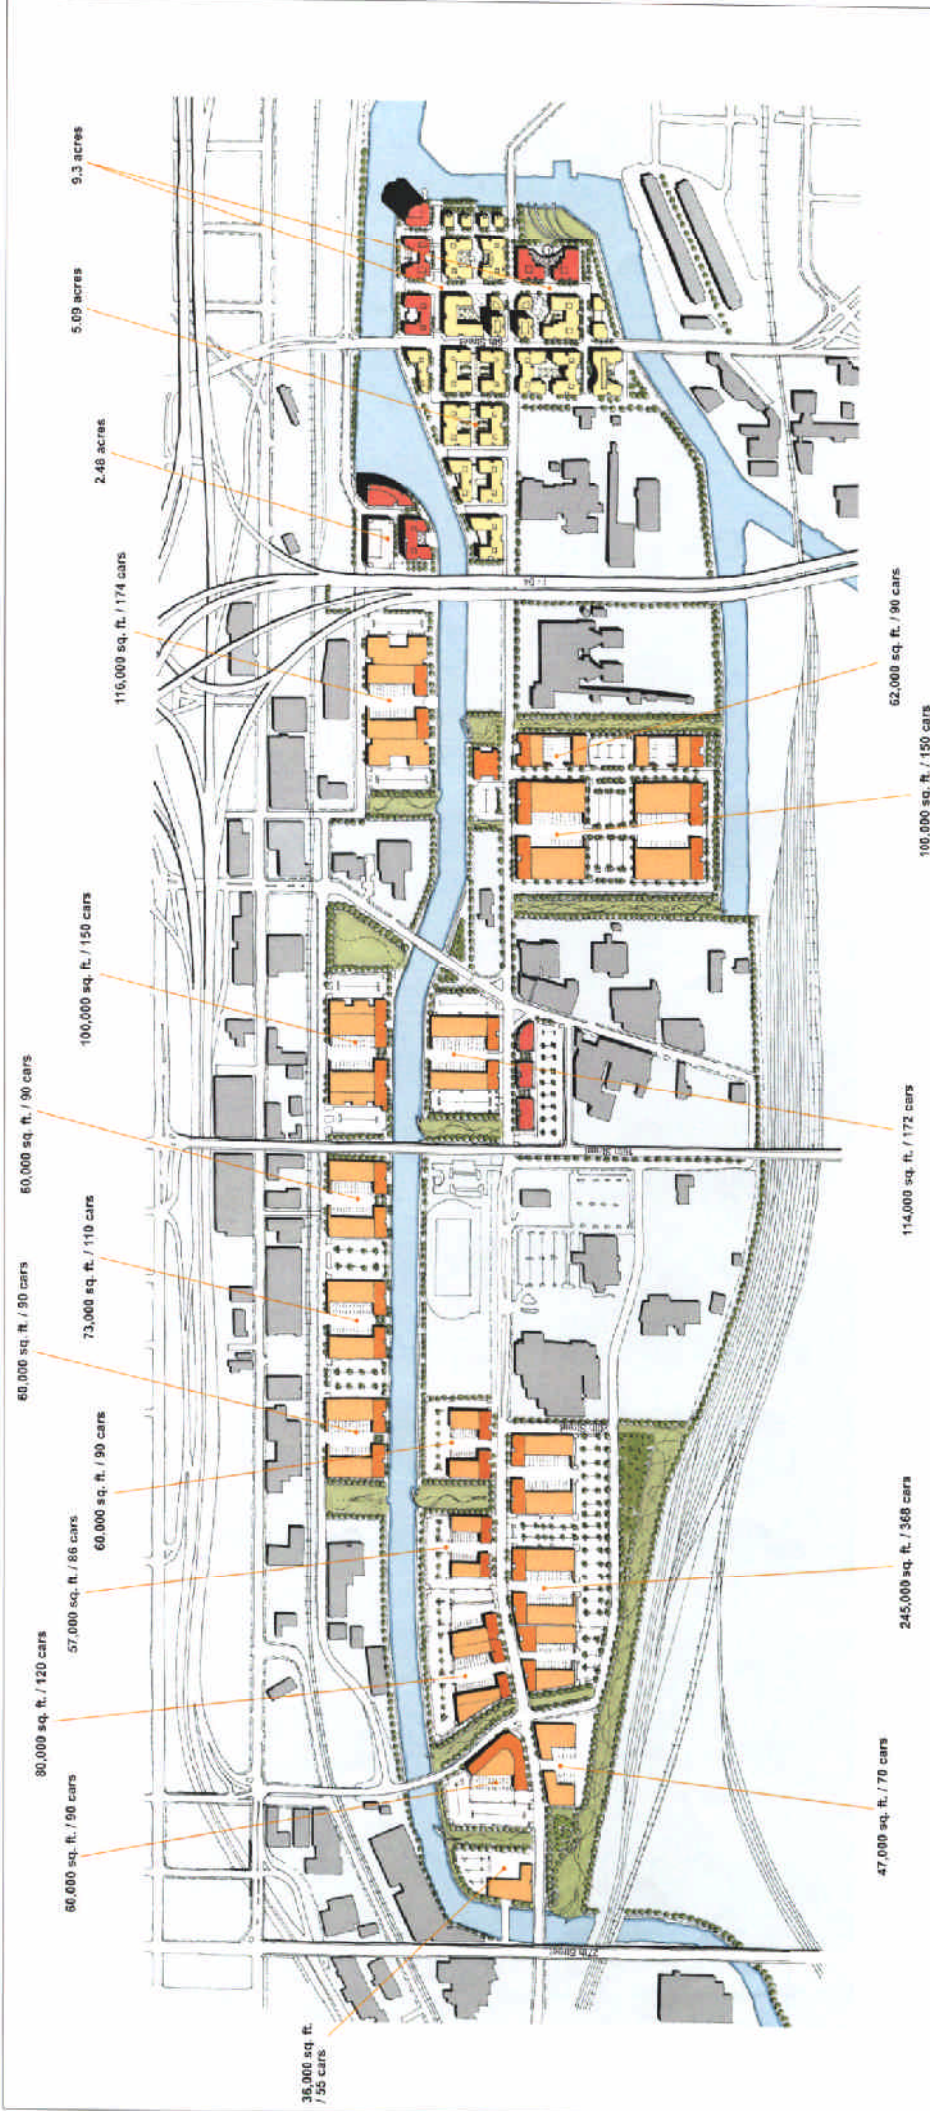 9.3 acres
5.09 acres
2.48 acres
116,000 sq. ft. / 174 cars
100,000 sq. ft. / 150 cars
60,000 sq. ft. / 90 cars
73,000 sq. ft. / 110 cars
60,000 sq. ft. / 90 cars
60,000 sq. ft. / 90 cars
57,000 sq. ft. / 86 cars
80,000 sq. ft. / 120 cars
60,000 sq. ft. / 90 cars
36,000 sq. ft.
/ 55 cars
16th Street
27th Street
62,000 sq. ft. / 90 cars
100,000 sq. ft. / 150 cars
114,000 sq. ft. / 172 cars
245,000 sq. ft. / 368 cars
47,000 sq. ft. / 70 cars